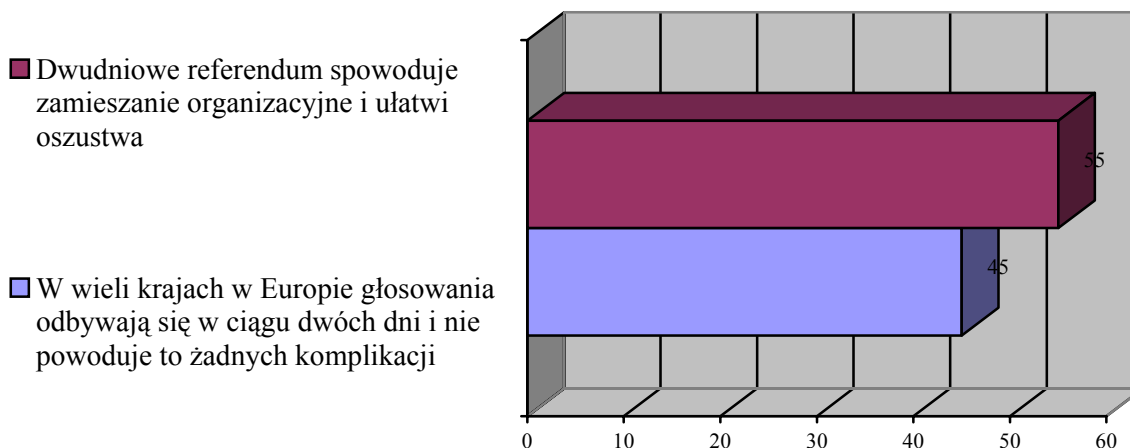 Dwudniowe referendum spowoduje
zamieszanie organizacyjne i ułatwi
oszustwa
55
W wieli krajach w Europie głosowania
odbywają się w ciągu dwóch dni i nie
powoduje to żadnych komplikacji
45
0 10 20 30 40 50 60